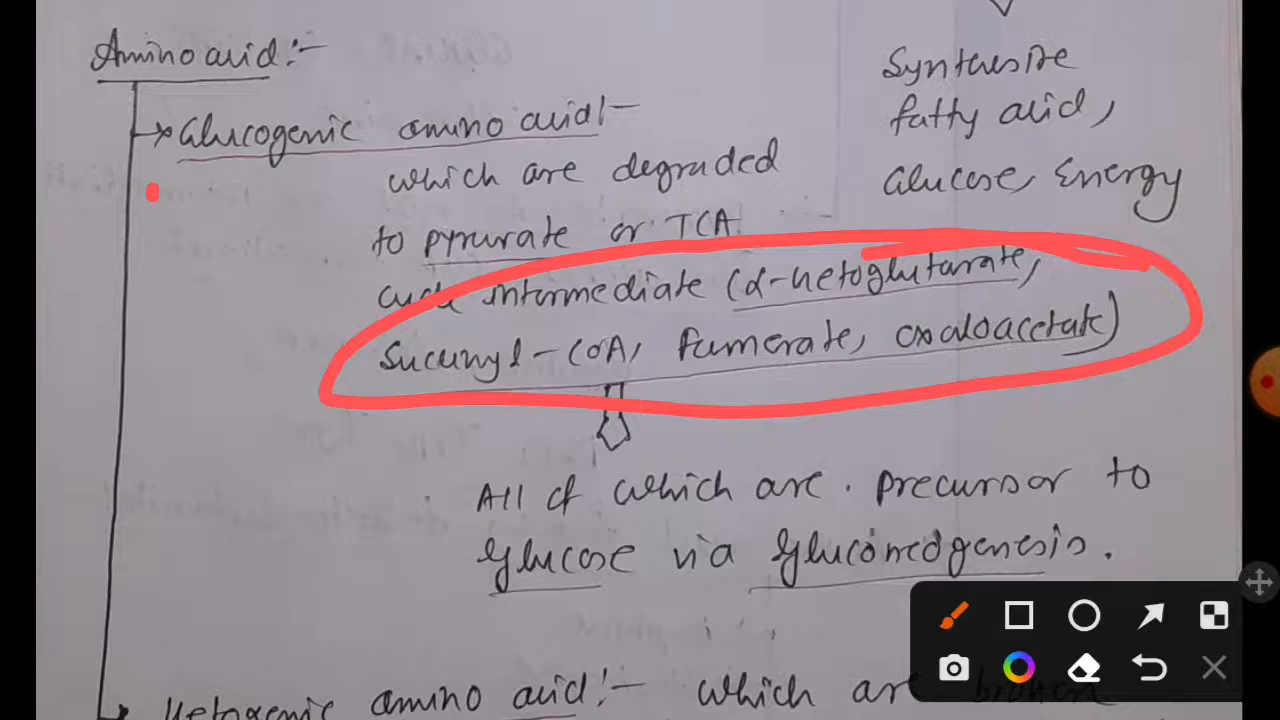 Amino acid:-
Glucogenic amino acid:-
which are degraded
to pyruvate or TCA
cycle intermediate (α-ketoglutarate,
Succinyl-COA, Fumerate, oxaloacetate)
All of which are precursor to
glucose via gluconeogenesis.
Ketogenic amino acid:- which are broken
Synthesize
fatty acid,
Glucose, Energy